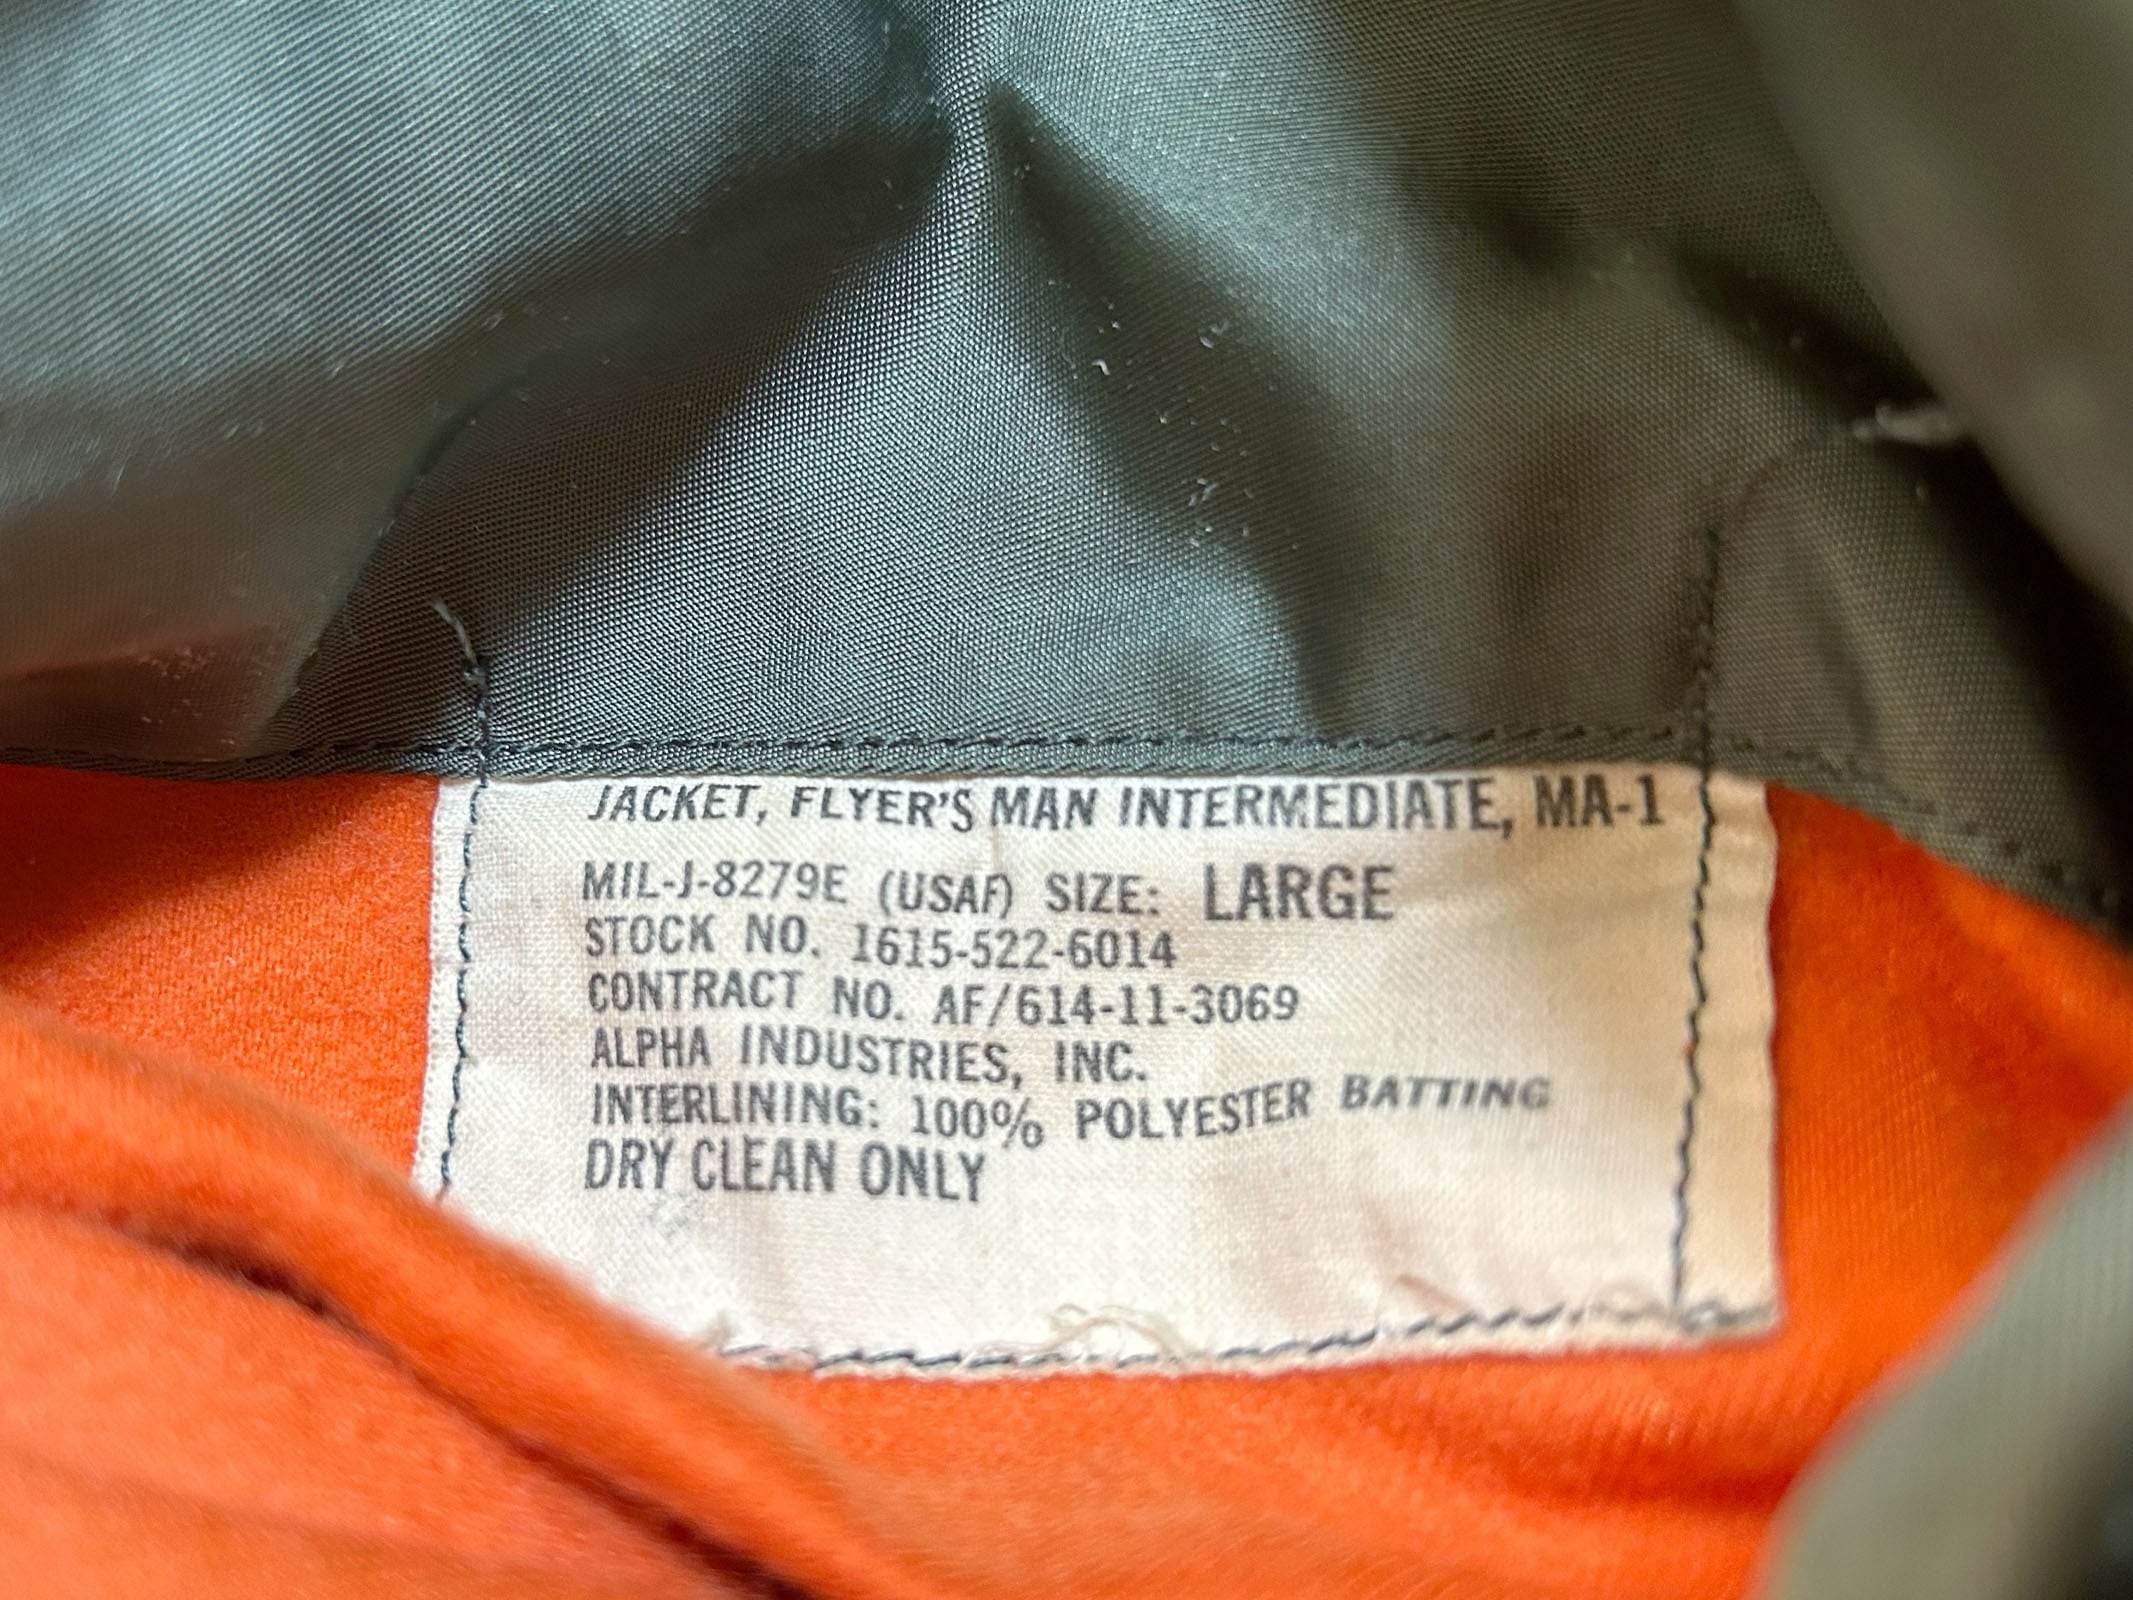 JACKET, FLYER'S MAN INTERMEDIATE, MA-1
MIL-J-8279E (USAF) SIZE: LARGE
STOCK NO. 1615-522-6014
CONTRACT NO. AF/614-11-3069
ALPHA INDUSTRIES, INC.
INTERLINING: 100% POLYESTER BATTING
DRY CLEAN ONLY